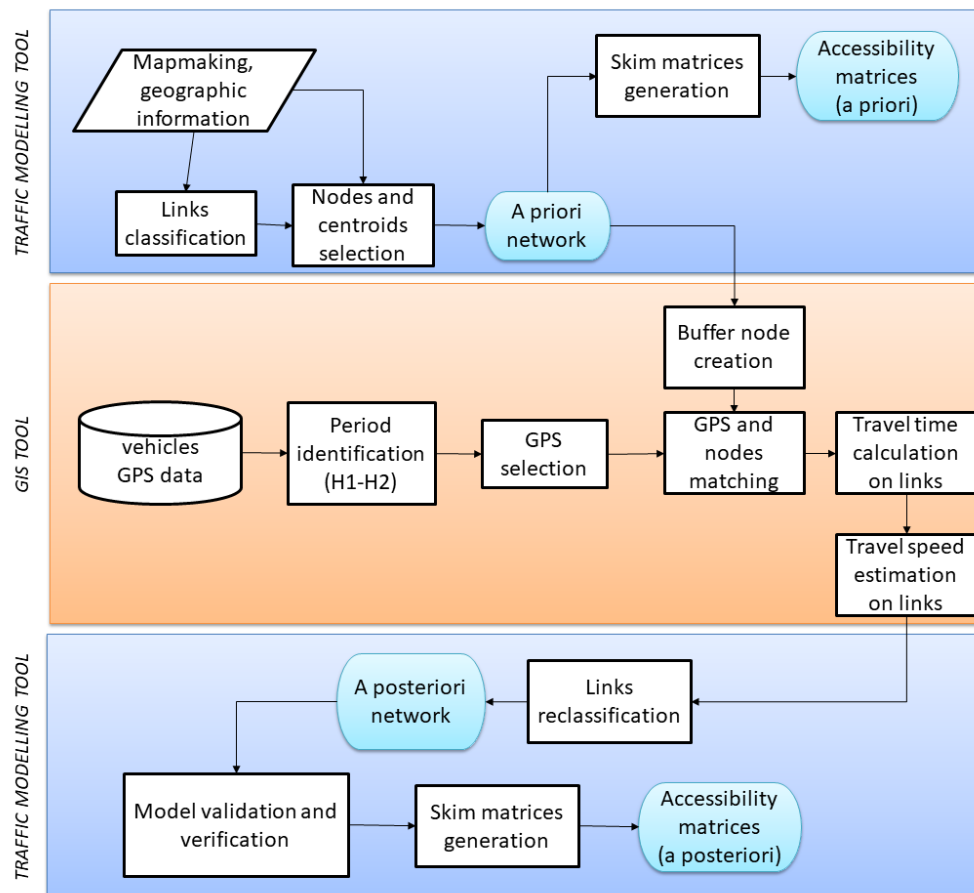 TRAFFIC MODELLING TOOL
Mapmaking,
geographic
information
Skim matrices
generation
Accessibility
matrices
(a priori)
Links
classification
Nodes and
centroids
selection
A priori
network
GIS TOOL
Buffer node
creation
vehicles
GPS data
Period
identification
(H1-H2)
GPS
selection
GPS and
nodes
matching
Travel time
calculation
on links
Travel speed
estimation
on links
TRAFFIC MODELLING TOOL
A posteriori
network
Links
reclassification
Model validation and
verification
Skim matrices
generation
Accessibility
matrices
(a posteriori)